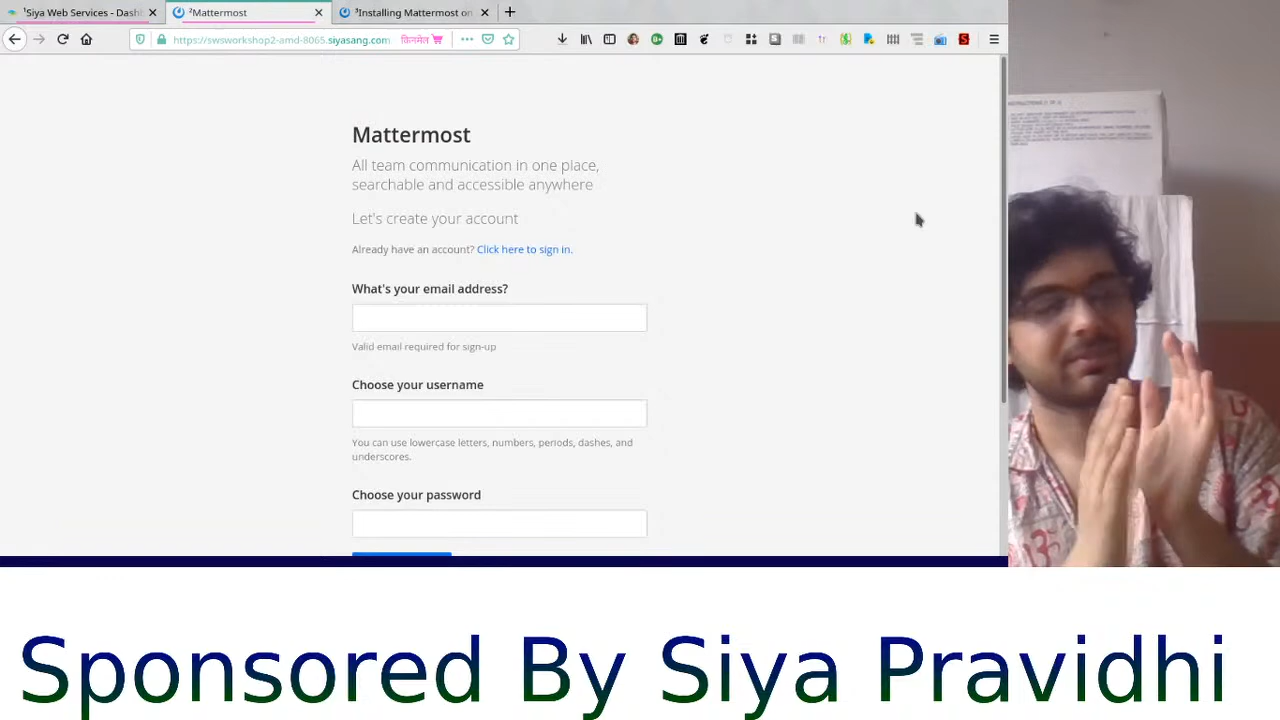 ¹Siya Web Services - Dash
²Mattermost
³Installing Mattermost on
https://swsworkshop2-amd-8065.siyasang.com
Mattermost
All team communication in one place,
searchable and accessible anywhere
Let's create your account
Already have an account? Click here to sign in.
What's your email address?
Valid email required for sign-up
Choose your username
You can use lowercase letters, numbers, periods, dashes, and
underscores.
Choose your password
Sponsored By Siya Pravidhi